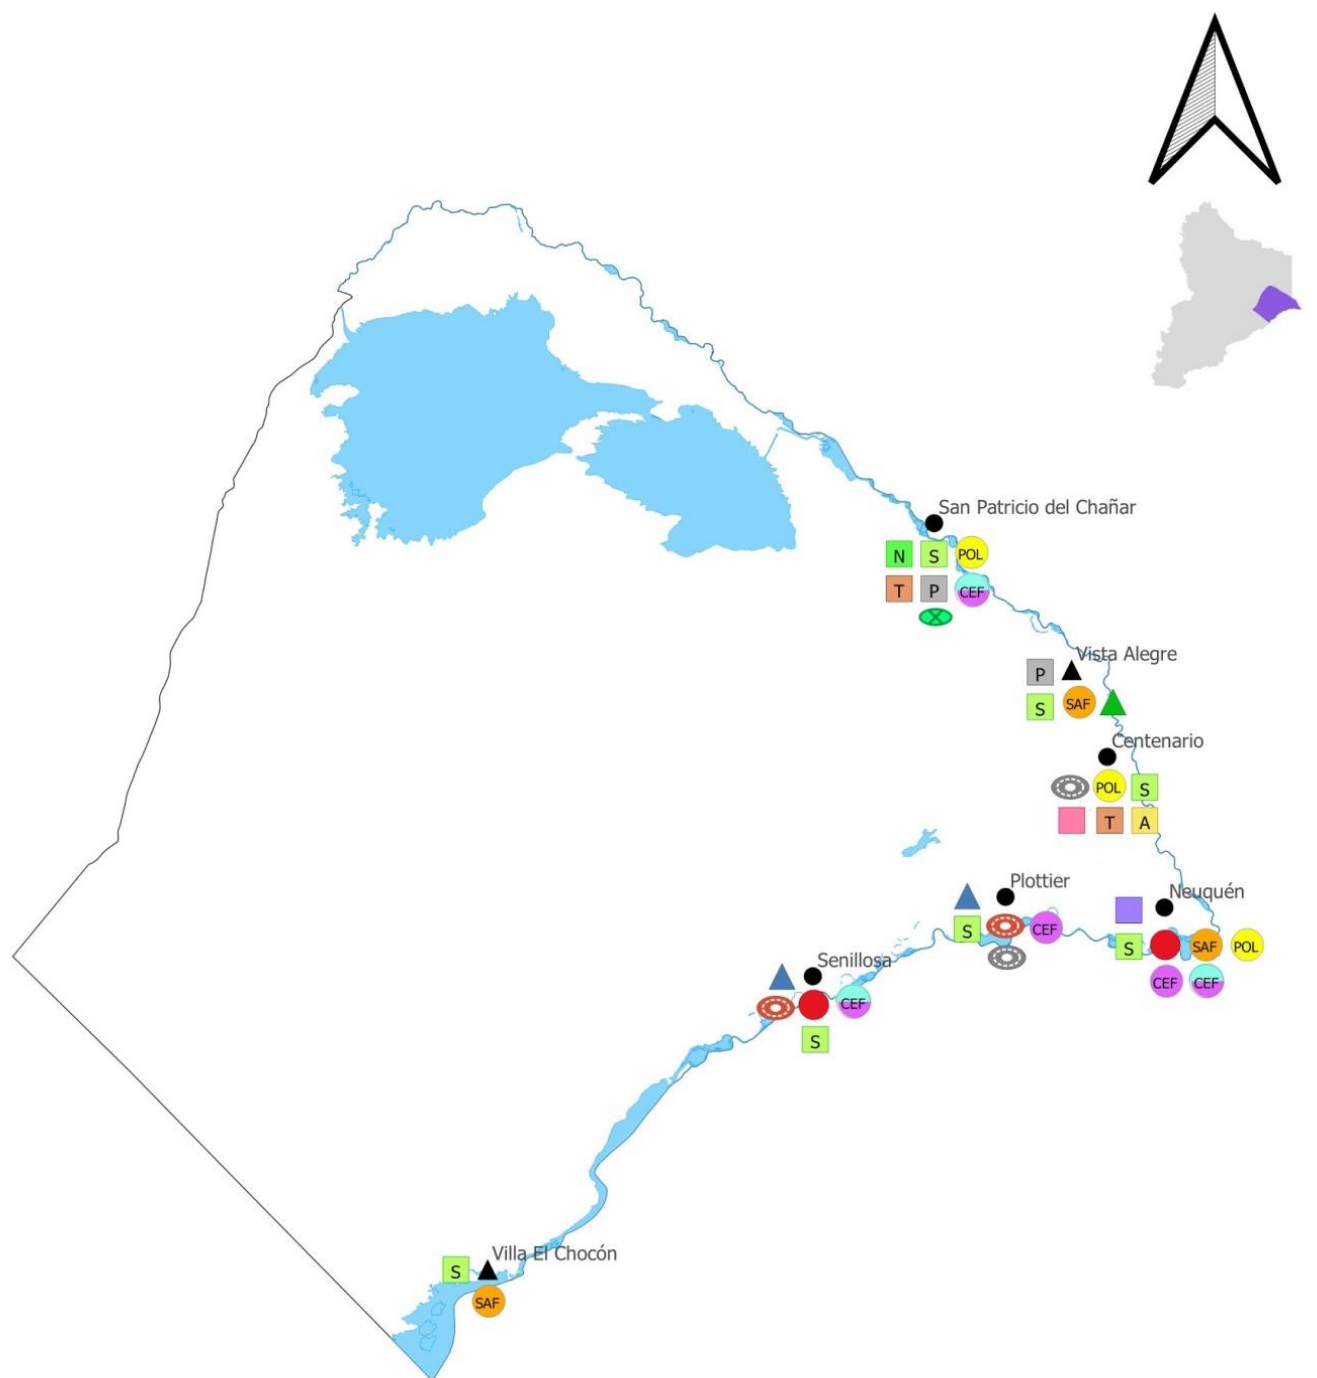 San Patricio del Chañar
N S POL
T P CEF
Vista Alegre
P
S SAF
Centenario
POL S
T A
Plottier
S CEF
Neuquén
S SAF POL
CEF CEF
Senillosa
CEF
S
Villa El Chocón
S
SAF